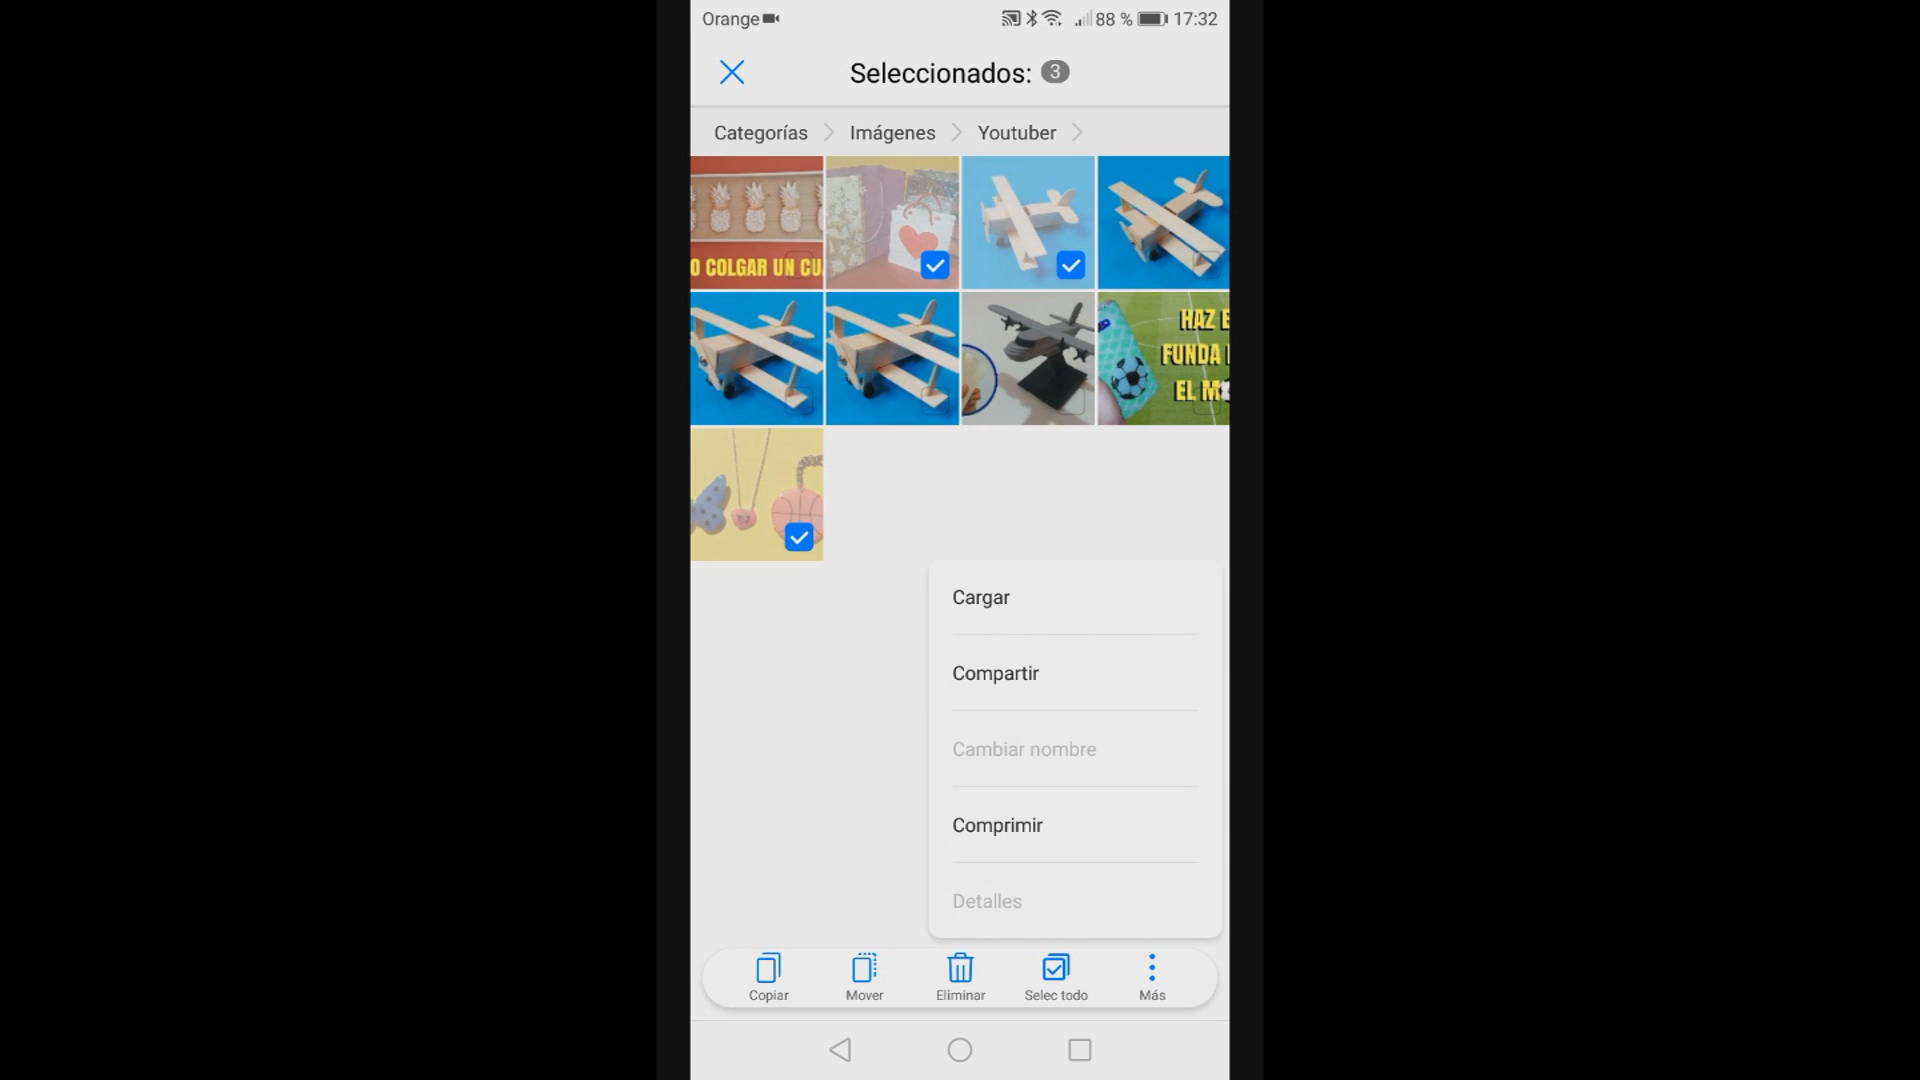 Orange 88 % 17:32
Seleccionados: 3
Categorías Imágenes Youtuber
O COLGAR UN CU
HAZ E
FUNDA
EL M
Cargar
Compartir
Cambiar nombre
Comprimir
Detalles
Copiar Mover Eliminar Selec todo Más